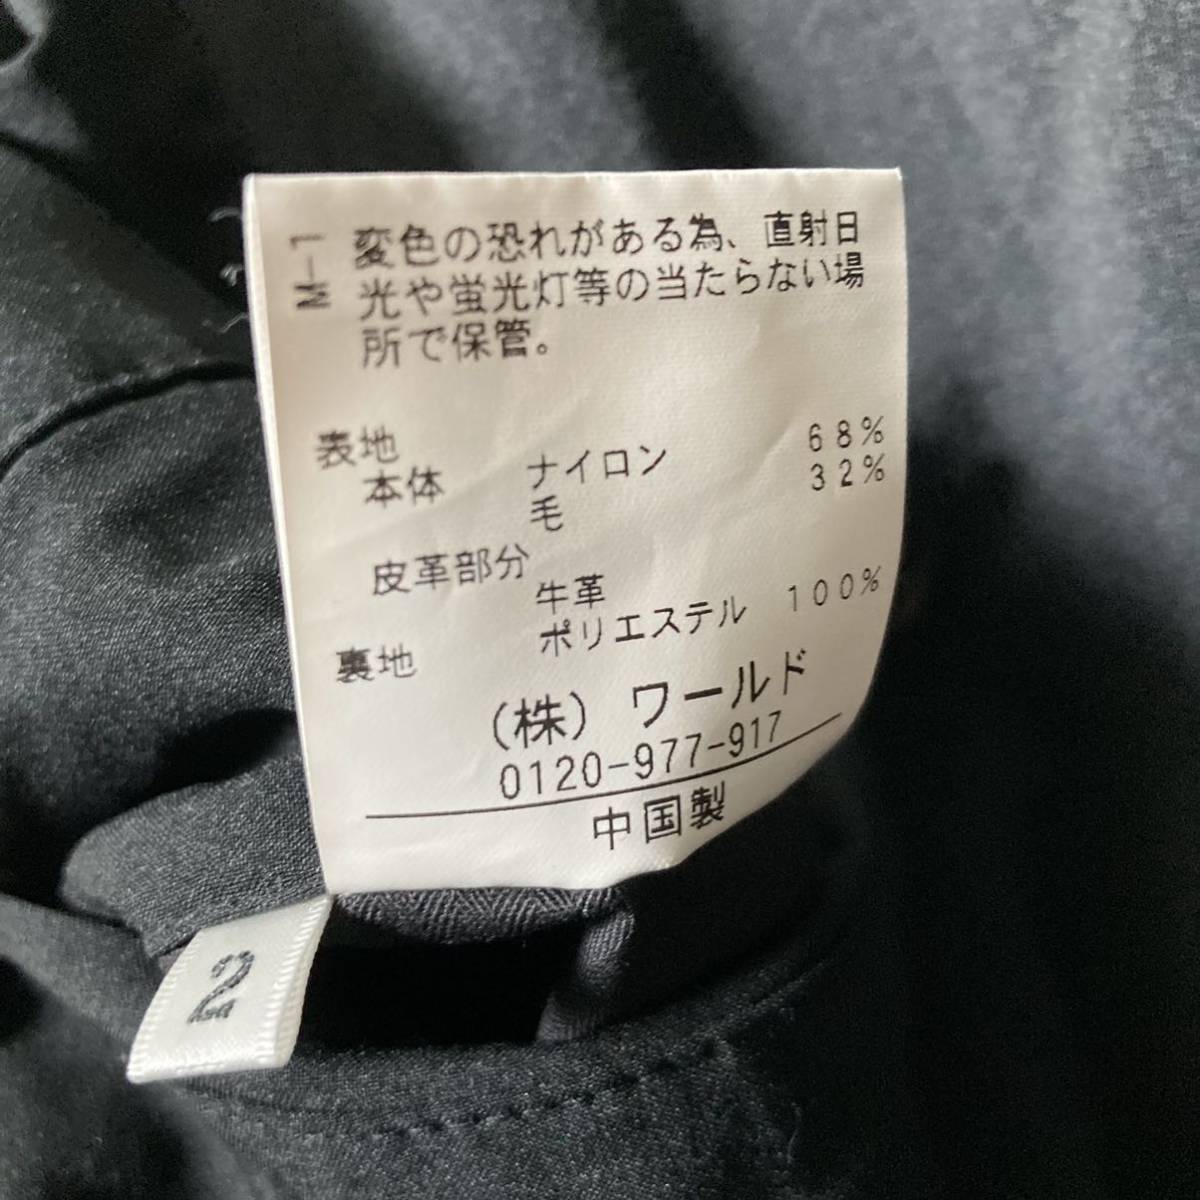 M-1
変色の恐れがある為、直射日
光や蛍光灯等の当たらない場
所で保管。
表地
本体 ナイロン 68%
毛 32%
皮革部分
牛革
裏地 ポリエステル 100%
(株) ワールド
0120-977-917
中国製
2